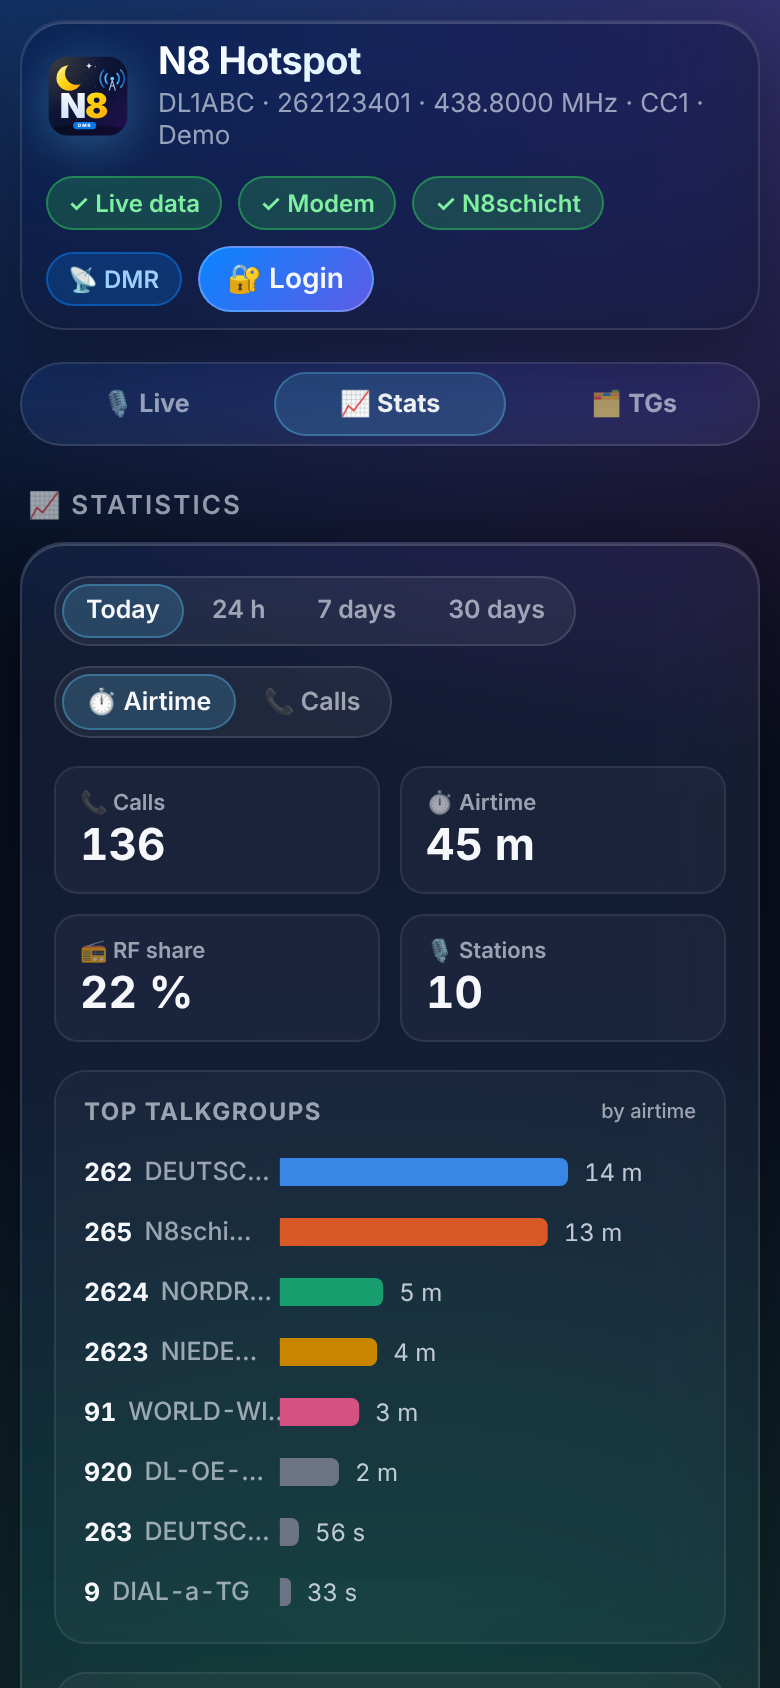 N8
DMR
N8 Hotspot
DL1ABC · 262123401 · 438.8000 MHz · CC1 ·
Demo
✓ Live data ✓ Modem ✓ N8schicht
📡 DMR 🔐 Login
🎙️ Live 📈 Stats 🗂️ TGs
📈 STATISTICS
Today 24 h 7 days 30 days
⏱️ Airtime 📞 Calls
📞 Calls ⏱️ Airtime
136 45 m
📻 RF share 🎙️ Stations
22 % 10
TOP TALKGROUPS by airtime
262 DEUTSC... 14 m
265 N8schi... 13 m
2624 NORDR... 5 m
2623 NIEDE... 4 m
91 WORLD-WI... 3 m
920 DL-OE-... 2 m
263 DEUTSC... 56 s
9 DIAL-a-TG 33 s